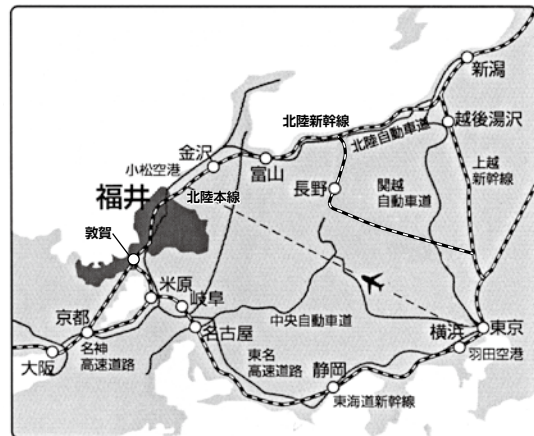 新潟
北陸新幹線
越後湯沢
北陸自動車道
金沢
小松空港
富山
上越
新幹線
長野
関越
自動車道
福井
北陸本線
敦賀
米原
岐阜
京都
名古屋
中央自動車道
横浜
東京
大阪
名神
高速道路
東名
高速道路
静岡
羽田空港
東海道新幹線